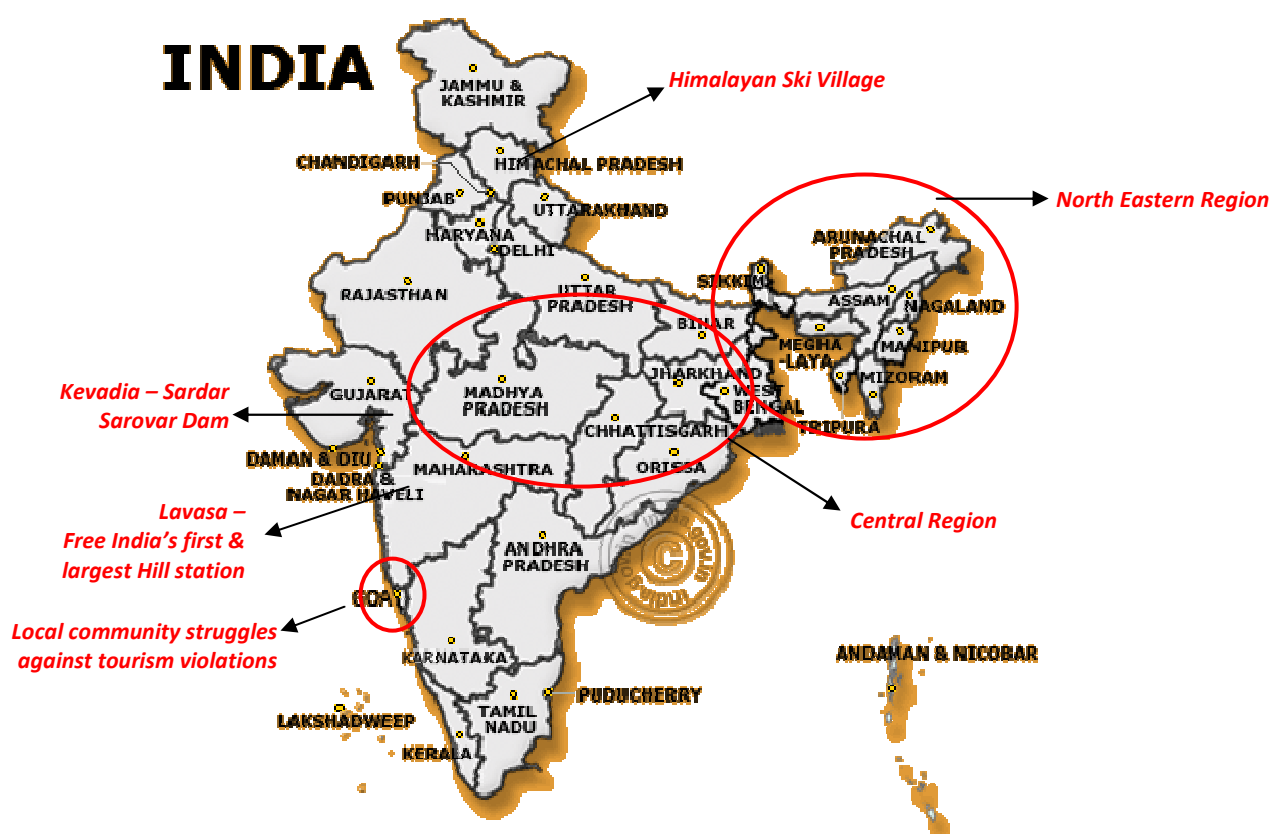 INDIA
JAMMU &
KASHMIR
Himalayan Ski Village
CHANDIGARH
HIMACHAL PRADESH
PUNJAB
UTTARAKHAND
North Eastern Region
HARYANA
DELHI
ARUNACHAL
PRADESH
SIKKIM
RAJASTHAN
UTTAR
PRADESH
ASSAM
NAGALAND
BIHAR
MEGHA
-LAYA
MANIPUR
JHARKHAND
MIZORAM
GUJARAT
MADHYA
PRADESH
WEST
BENGAL
TRIPURA
Kevadia – Sardar
Sarovar Dam
CHHATTISGARH
DAMAN & DIU
MAHARASHTRA
ORISSA
DADRA &
NAGAR HAVELI
Lavasa –
Free India's first &
largest Hill station
Central Region
ANDHRA
PRADESH
C
GOA
Local community struggles
against tourism violations
KARNATAKA
ANDAMAN & NICOBAR
PUDUCHERRY
LAKSHADWEEP
TAMIL
NADU
KERALA